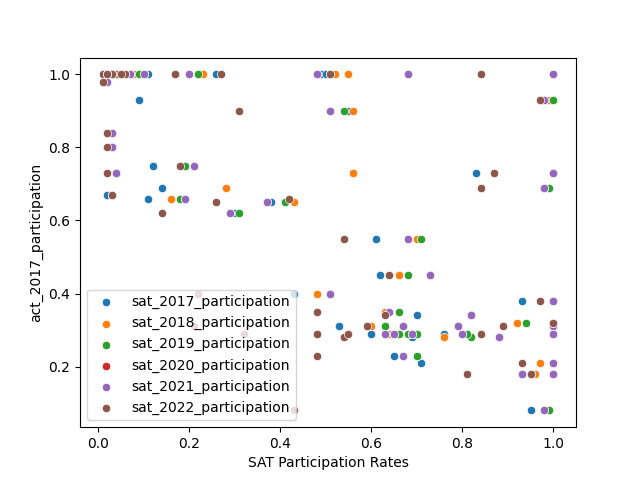 1.0
0.8
0.6
0.4
0.2
act_2017_participation
sat_2017_participation
sat_2018_participation
sat_2019_participation
sat_2020_participation
sat_2021_participation
sat_2022_participation
0.0 0.2 0.4 0.6 0.8 1.0
SAT Participation Rates